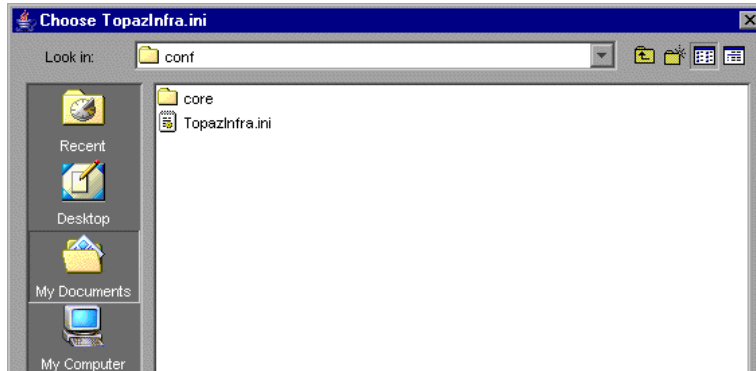 Choose TopazInfra.ini
Look in:
conf
core
TopazInfra.ini
Recent
Desktop
My Documents
My Computer